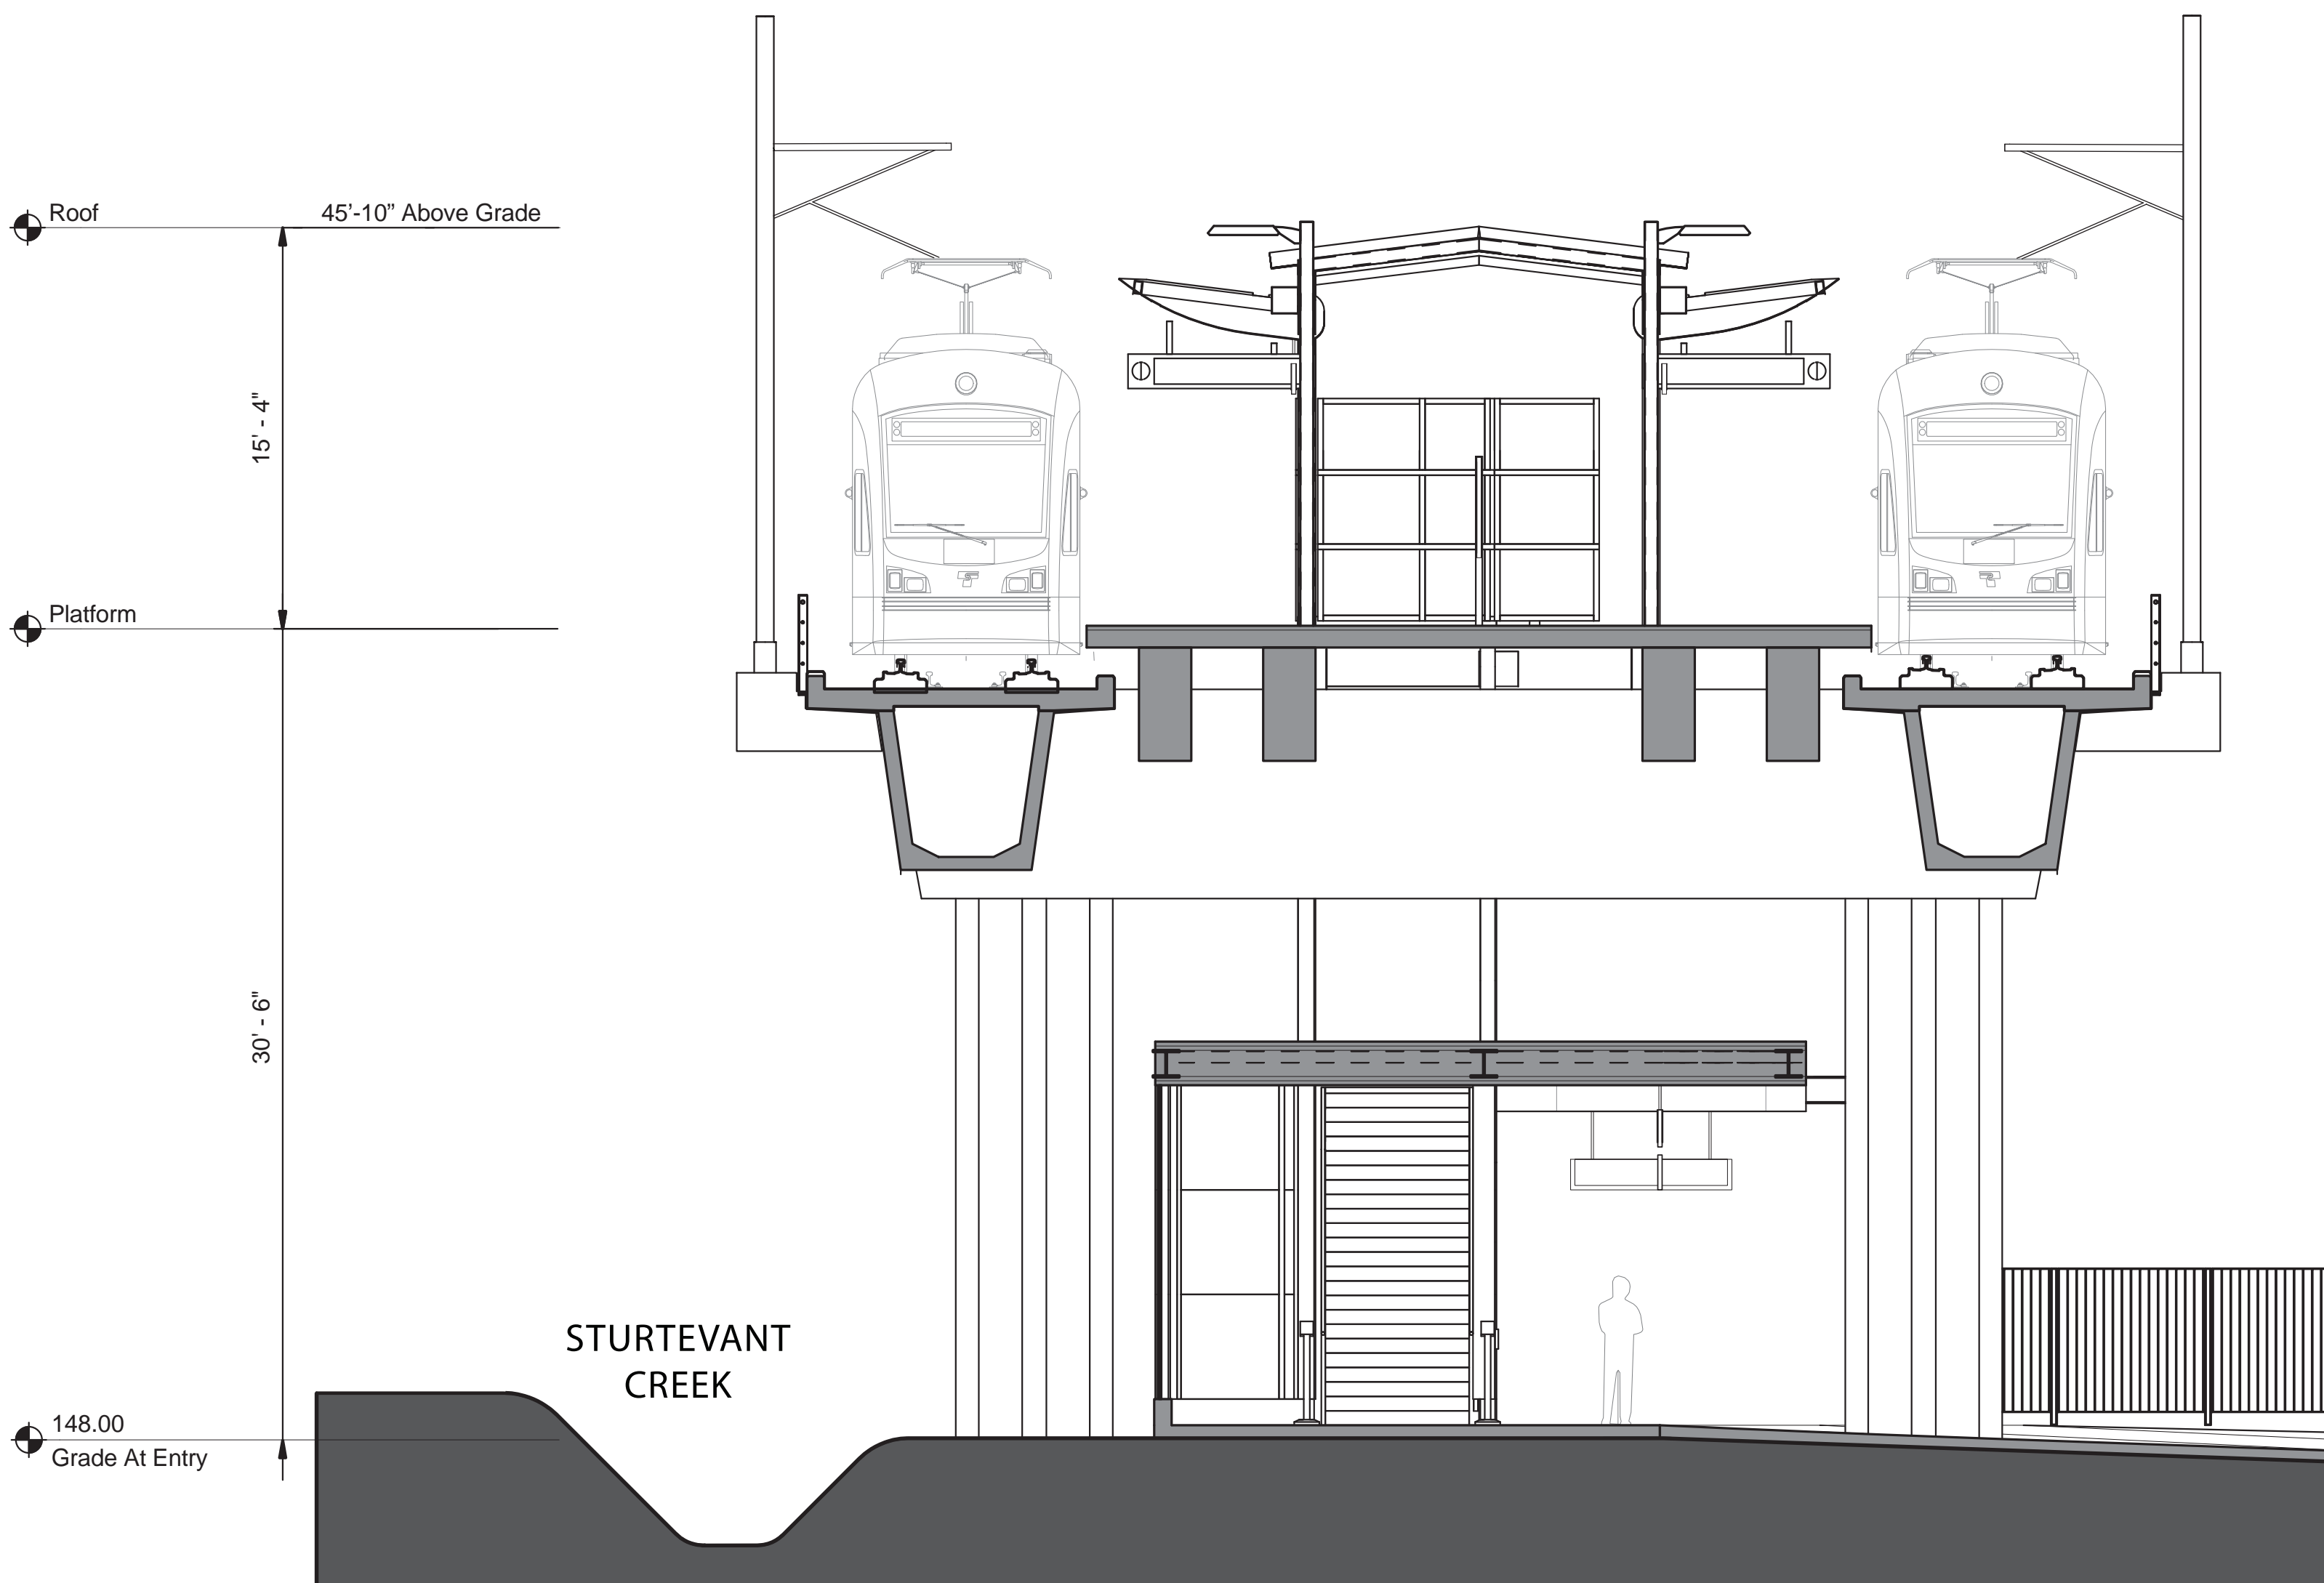 Roof
45’-10” Above Grade
15' - 4"
Platform
30' - 6"
STURTEVANT
CREEK
148.00
Grade At Entry